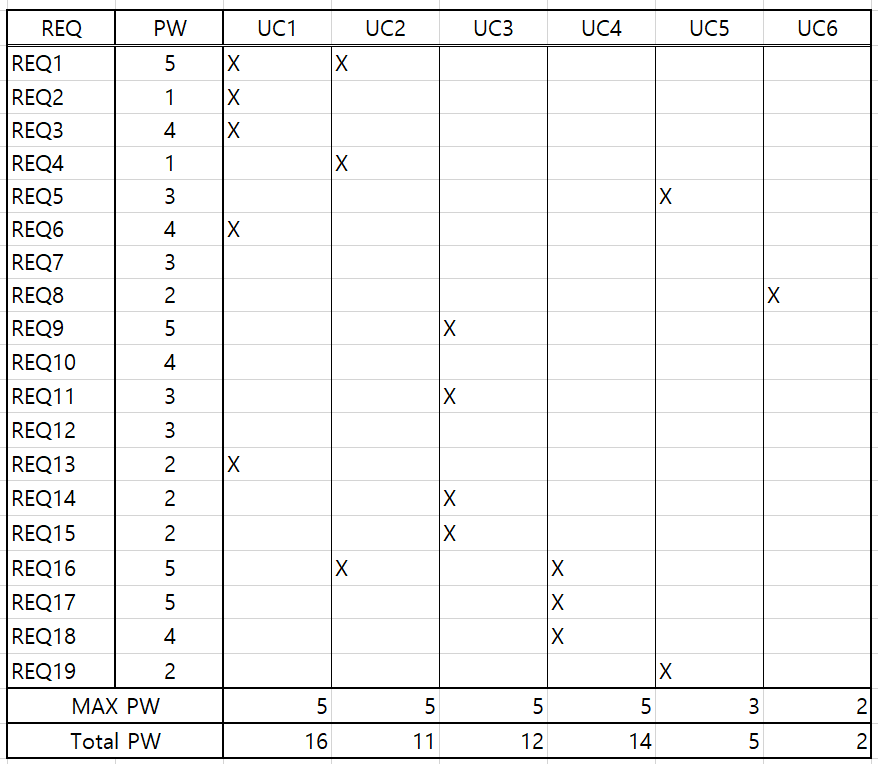 REQ PW UC1 UC2 UC3 UC4 UC5 UC6
REQ1 5 X X
REQ2 1 X
REQ3 4 X
REQ4 1 X
REQ5 3 X
REQ6 4 X
REQ7 3
REQ8 2 X
REQ9 5 X
REQ10 4
REQ11 3 X
REQ12 3
REQ13 2 X
REQ14 2 X
REQ15 2 X
REQ16 5 X X
REQ17 5 X
REQ18 4 X
REQ19 2 X
MAX PW 5 5 5 5 3 2
Total PW 16 11 12 14 5 2